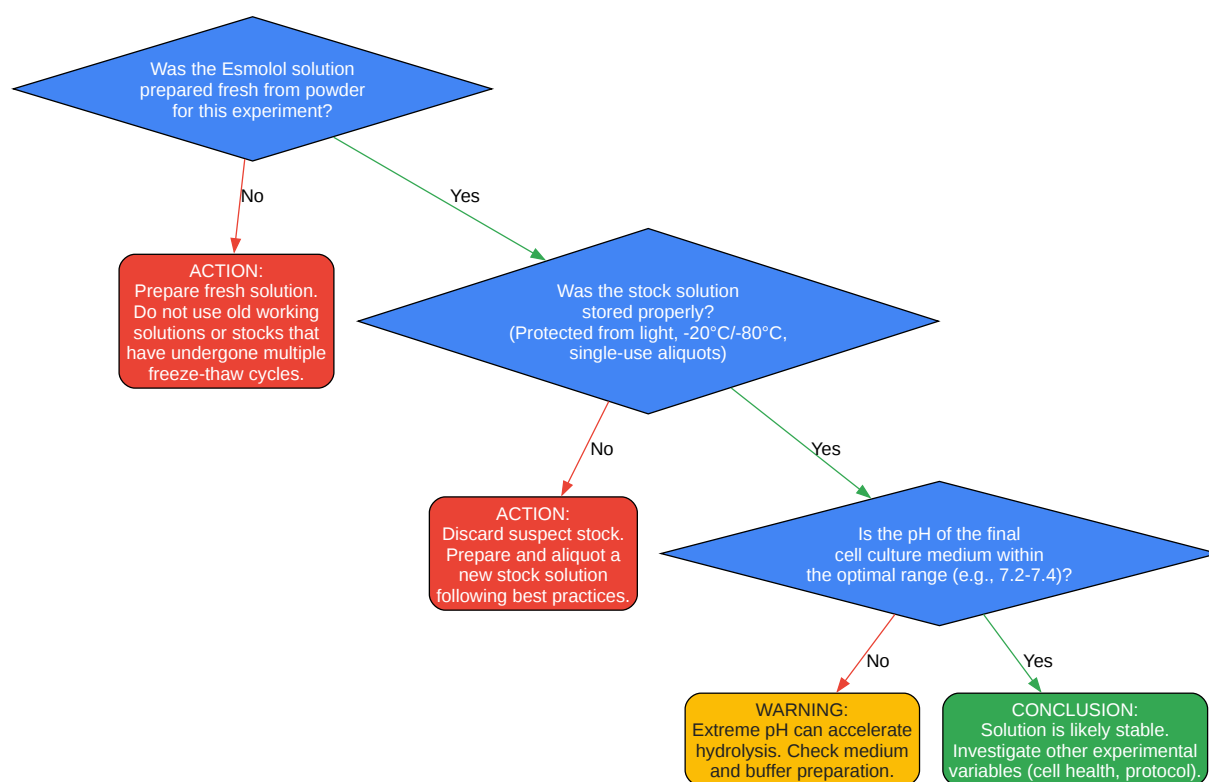 Was the Esmolol solution
prepared fresh from powder
for this experiment?
No
Yes
ACTION:
Prepare fresh solution.
Do not use old working
solutions or stocks that
have undergone multiple
freeze-thaw cycles.
Was the stock solution
stored properly?
(Protected from light, -20°C/-80°C,
single-use aliquots)
No
Yes
ACTION:
Discard suspect stock.
Prepare and aliquot a
new stock solution
following best practices.
Is the pH of the final
cell culture medium within
the optimal range (e.g., 7.2-7.4)?
No
Yes
WARNING:
Extreme pH can accelerate
hydrolysis. Check medium
and buffer preparation.
CONCLUSION:
Solution is likely stable.
Investigate other experimental
variables (cell health, protocol).